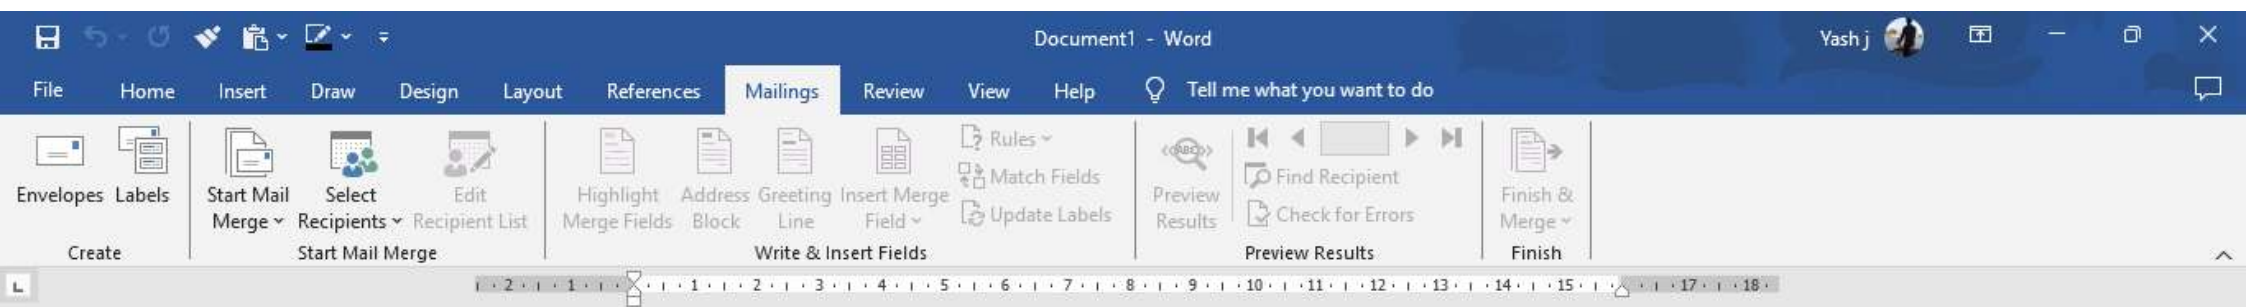 Document1 - Word
Yash j
File Home Insert Draw Design Layout References Mailings Review View Help Tell me what you want to do
Envelopes
Labels
Create
Start Mail
Merge
Select
Recipients
Edit
Recipient List
Start Mail Merge
Highlight
Merge Fields
Address
Block
Greeting
Line
Insert Merge
Field
Rules
Match Fields
Update Labels
Write & Insert Fields
ABC
Preview
Results
Find Recipient
Check for Errors
Preview Results
Finish &
Merge
Finish
L
2 1 1 2 3 4 5 6 7 8 9 10 11 12 13 14 15 17 18